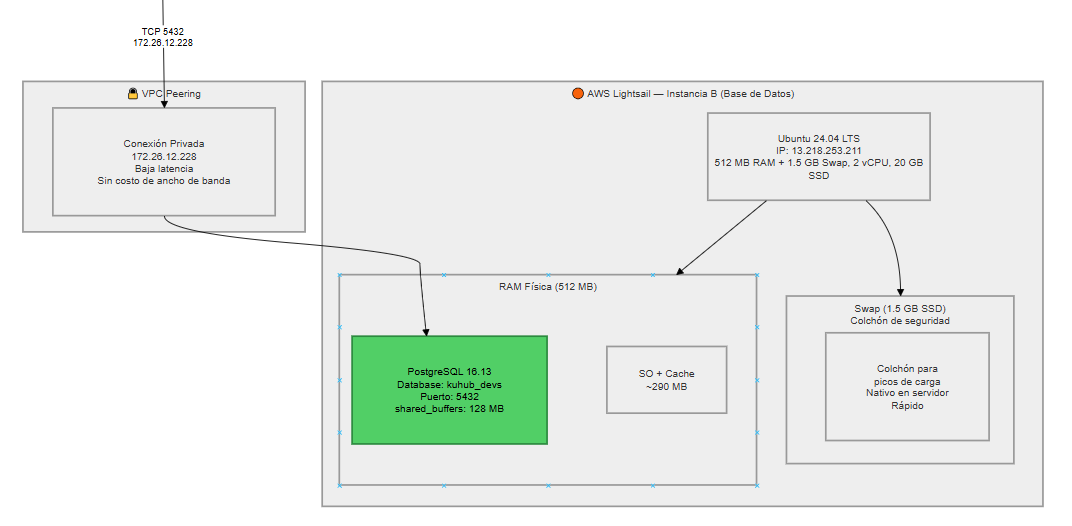 TCP 5432
172.26.12.228
VPC Peering
Conexión Privada
172.26.12.228
Baja latencia
Sin costo de ancho de banda
AWS Lightsail — Instancia B (Base de Datos)
Ubuntu 24.04 LTS
IP: 13.218.253.211
512 MB RAM + 1.5 GB Swap, 2 vCPU, 20 GB
SSD
RAM Física (512 MB)
PostgreSQL 16.13
Database: kuhub_devs
Puerto: 5432
shared_buffers: 128 MB
SO + Cache
~290 MB
Swap (1.5 GB SSD)
Colchón de seguridad
Colchón para
picos de carga
Nativo en servidor
Rápido